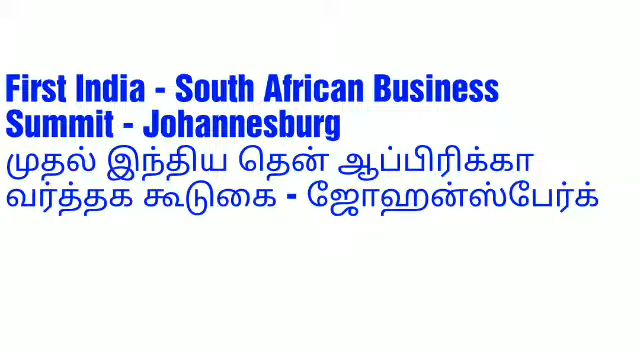 First India - South African Business
Summit - Johannesburg
முதல் இந்திய தென் ஆப்பிரிக்கா
வர்த்தக கூடுகை - ஜோஹன்ஸ்பேர்க்